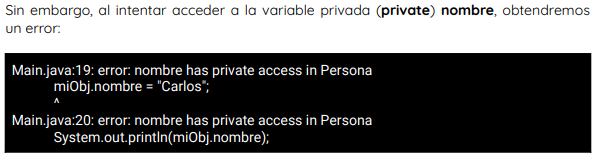 Sin embargo, al intentar acceder a la variable privada (private) nombre, obtendremos
un error:
Main.java:19: error: nombre has private access in Persona
miObj.nombre = "Carlos";
^
Main.java:20: error: nombre has private access in Persona
System.out.println(miObj.nombre);